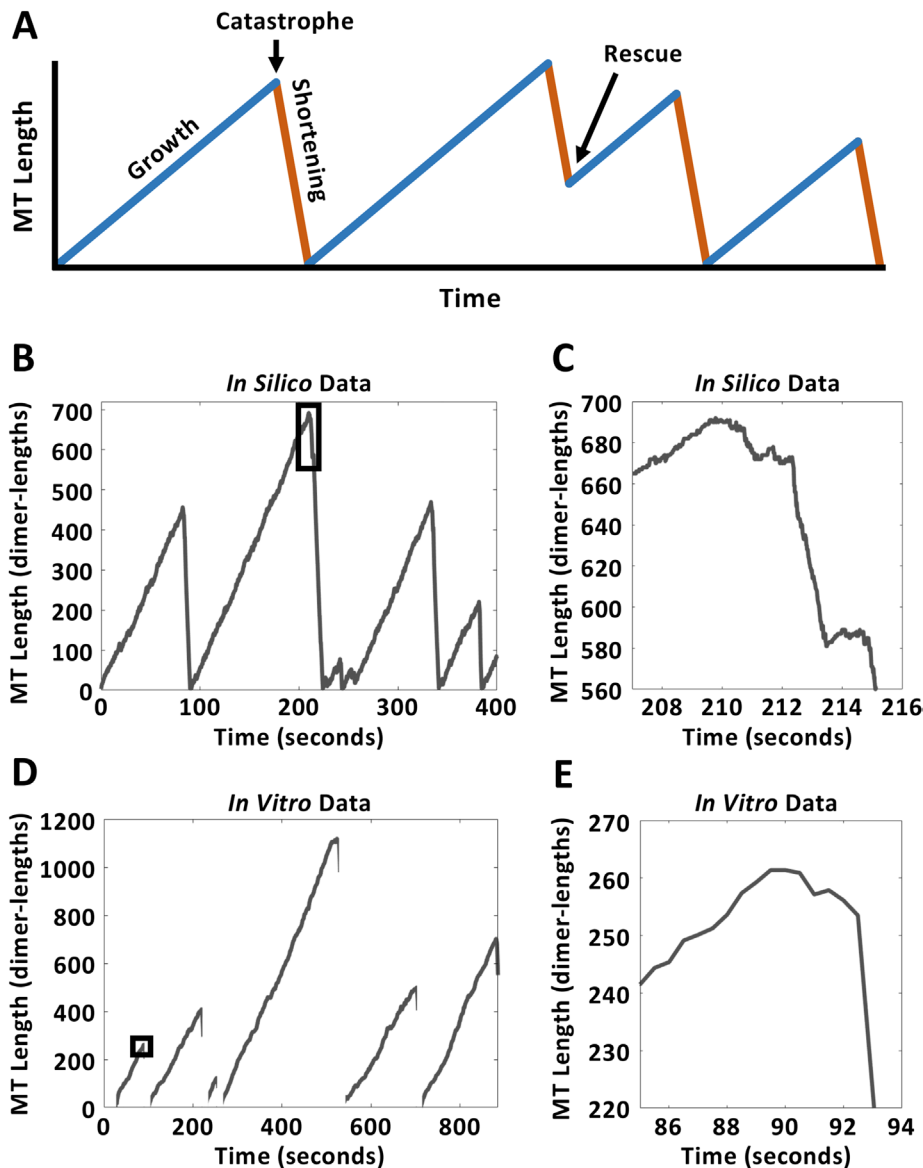 A
Catastrophe
Rescue
Growth
Shortening
MT Length
Time
B
In Silico Data
MT Length (dimer-lengths)
700
600
500
400
300
200
100
0
0 100 200 300 400
Time (seconds)
C
In Silico Data
MT Length (dimer-lengths)
700
680
660
640
620
600
580
560
208 210 212 214 216
Time (seconds)
D
In Vitro Data
MT Length (dimer-lengths)
1200
1000
800
600
400
200
0
0 200 400 600 800
Time (seconds)
E
In Vitro Data
MT Length (dimer-lengths)
270
260
250
240
230
220
86 88 90 92 94
Time (seconds)